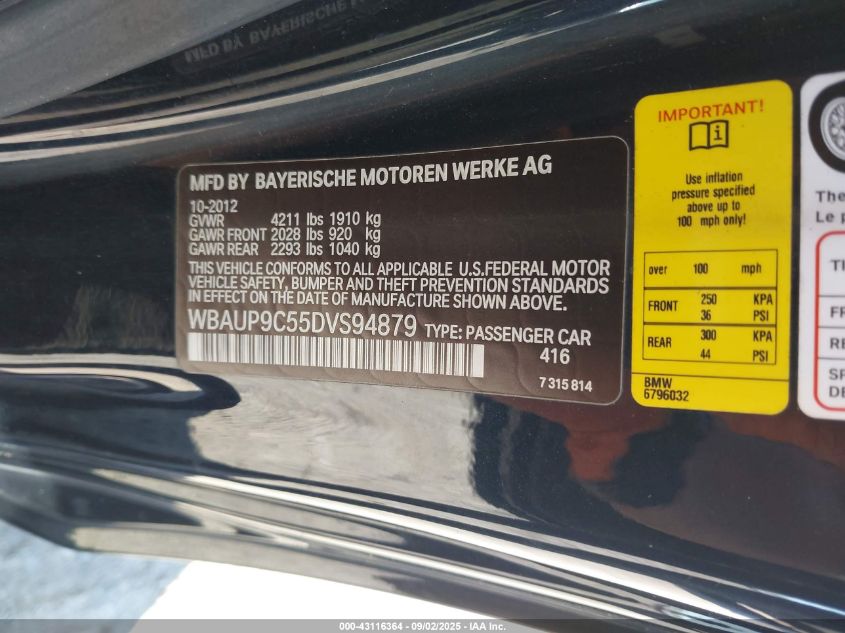 MFD BY BAYERISCHE MOTOREN WERKE AG
10-2012
GVWR 4211 lbs 1910 kg
GAWR FRONT 2028 lbs 920 kg
GAWR REAR 2293 lbs 1040 kg
THIS VEHICLE CONFORMS TO ALL APPLICABLE U.S.FEDERAL MOTOR
VEHICLE SAFETY, BUMPER AND THEFT PREVENTION STANDARDS
IN EFFECT ON THE DATE OF MANUFACTURE SHOWN ABOVE.
WBAUP9C55DVS94879 TYPE: PASSENGER CAR
416
7 315 814
IMPORTANT!
Use inflation
pressure specified
above up to
100 mph only!
over 100 mph
FRONT 250 KPA
36 PSI
REAR 300 KPA
44 PSI
BMW
6796032
The
Le p
000-43116364 - 09/02/2025 - IAA Inc.